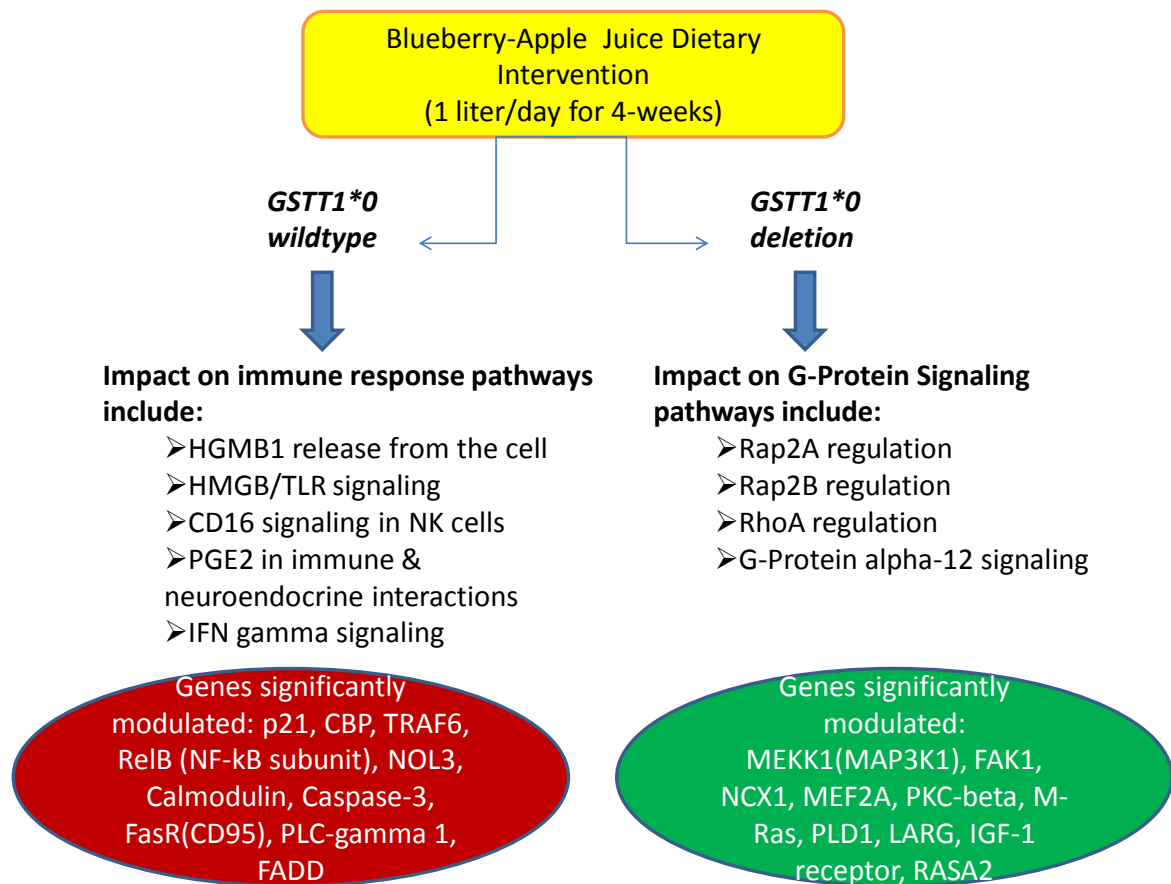 Blueberry-Apple Juice Dietary
Intervention
(1 liter/day for 4-weeks)
GSTT1*0
wildtype
GSTT1*0
deletion
Impact on immune response pathways
include:
➢HGMB1 release from the cell
➢HMGB/TLR signaling
➢CD16 signaling in NK cells
➢PGE2 in immune &
neuroendocrine interactions
➢IFN gamma signaling
Impact on G-Protein Signaling
pathways include:
➢Rap2A regulation
➢Rap2B regulation
➢RhoA regulation
➢G-Protein alpha-12 signaling
Genes significantly
modulated: p21, CBP, TRAF6,
RelB (NF-kB subunit), NOL3,
Calmodulin, Caspase-3,
FasR(CD95), PLC-gamma 1,
FADD
Genes significantly
modulated:
MEKK1(MAP3K1), FAK1,
NCX1, MEF2A, PKC-beta, M-
Ras, PLD1, LARG, IGF-1
receptor, RASA2